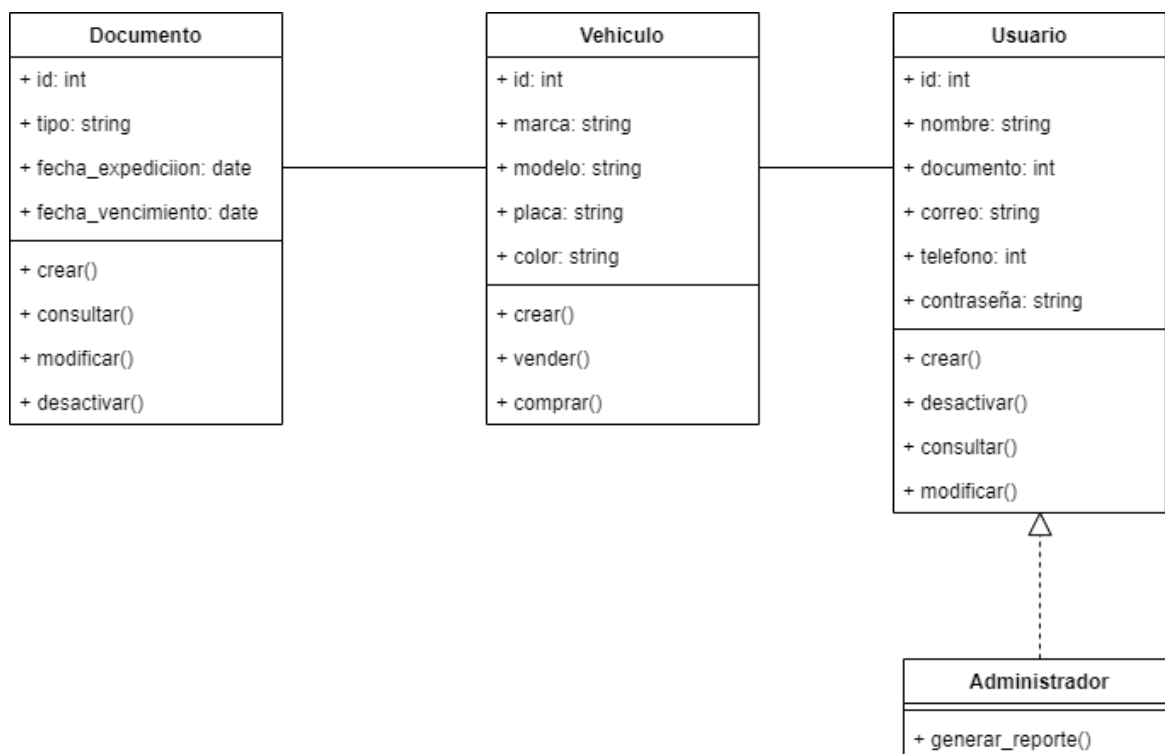 Documento
+ id: int
+ tipo: string
+ fecha_expediciion: date
+ fecha_vencimiento: date
+ crear()
+ consultar()
+ modificar()
+ desactivar()
Vehiculo
+ id: int
+ marca: string
+ modelo: string
+ placa: string
+ color: string
+ crear()
+ vender()
+ comprar()
Usuario
+ id: int
+ nombre: string
+ documento: int
+ correo: string
+ telefono: int
+ contraseña: string
+ crear()
+ desactivar()
+ consultar()
+ modificar()
Administrador
+ generar_reporte()